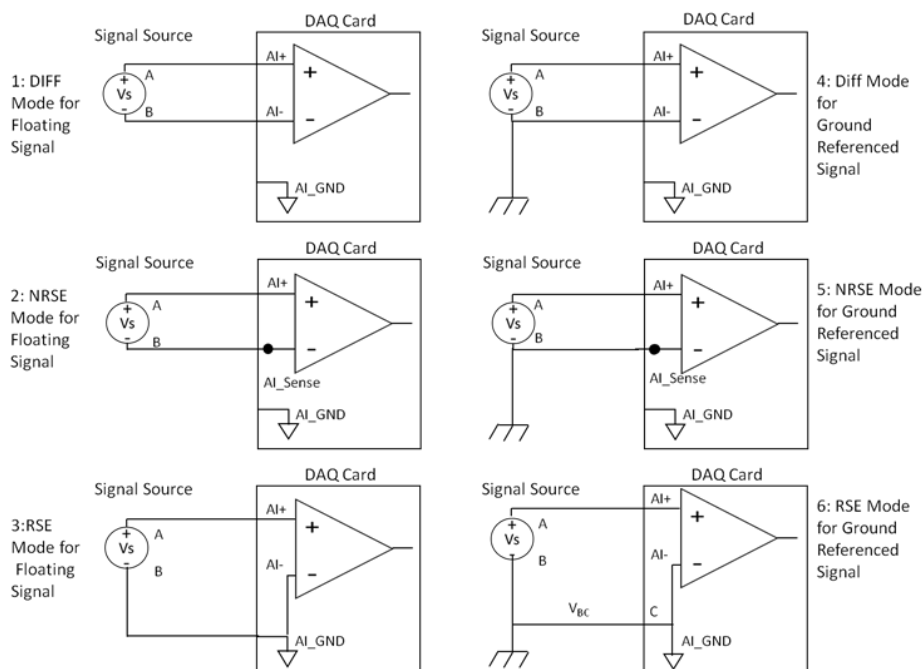 DAQ Card
Signal Source
1: DIFF
Mode for
Floating
Signal
AI+
A
+
Vs
-
B
AI-
+
−
AI_GND
DAQ Card
Signal Source
AI+
A
+
Vs
-
B
AI-
+
−
AI_GND
4: Diff Mode
for
Ground
Referenced
Signal
DAQ Card
Signal Source
2: NRSE
Mode for
Floating
Signal
AI+
A
+
Vs
-
B
+
−
AI_Sense
AI_GND
DAQ Card
Signal Source
AI+
A
+
Vs
-
B
+
−
AI_Sense
AI_GND
5: NRSE Mode
for Ground
Referenced
Signal
DAQ Card
Signal Source
3:RSE
Mode for
Floating
Signal
AI+
A
+
Vs
-
B
AI-
+
−
AI_GND
DAQ Card
Signal Source
AI+
A
+
Vs
-
B
AI-
+
−
VBC
C
AI_GND
6: RSE Mode
for Ground
Referenced
Signal